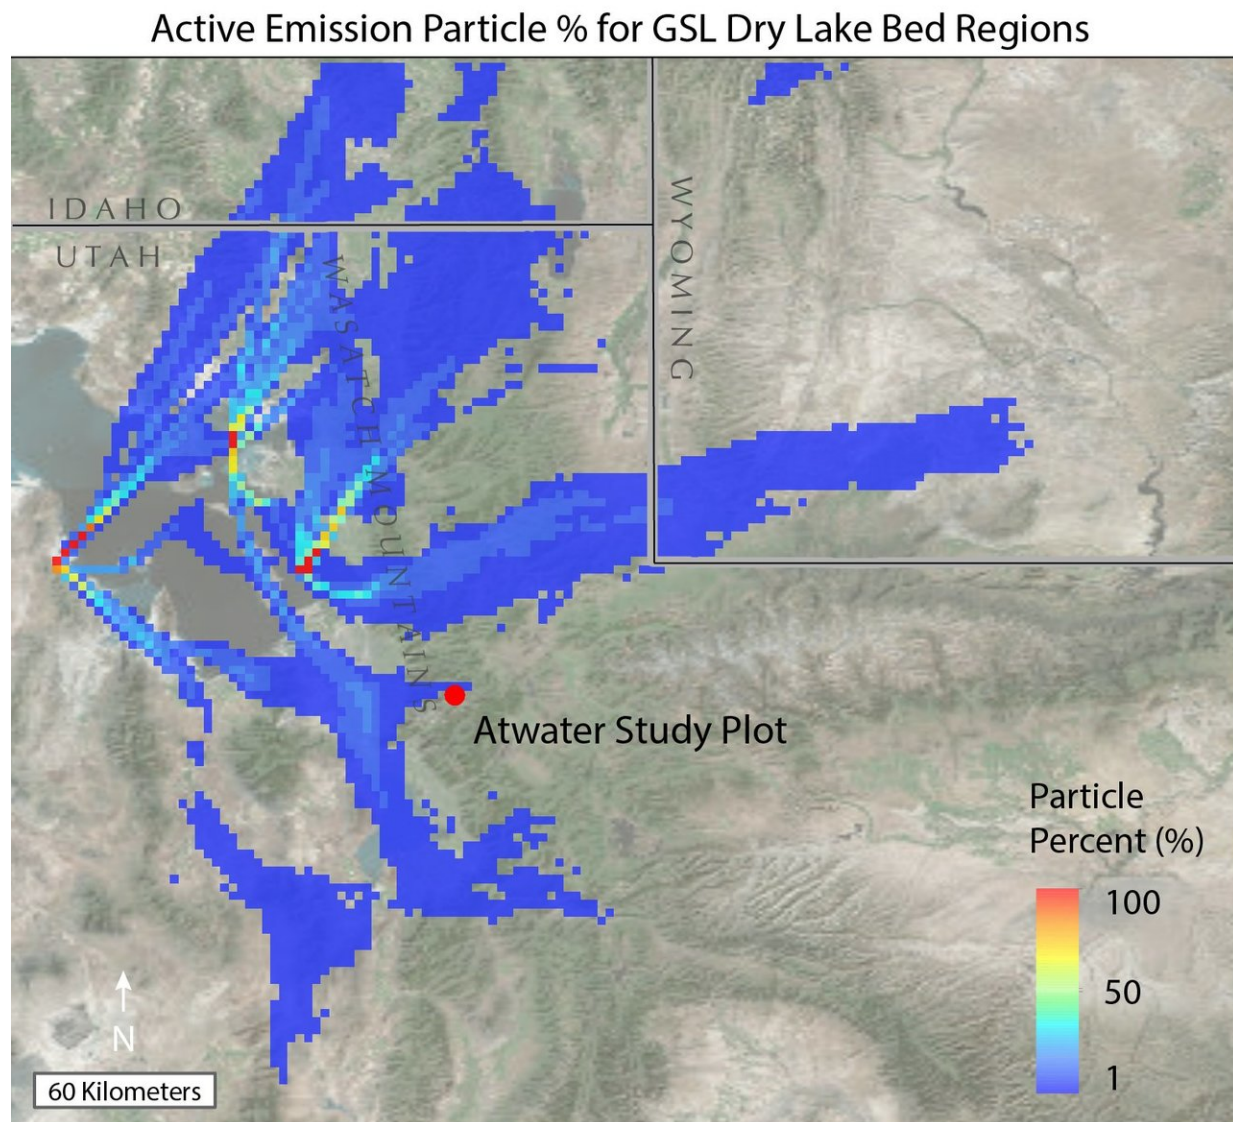 Active Emission Particle % for GSL Dry Lake Bed Regions
IDAHO
UTAH
WYOMING
WASATCH MOUNTAINS
Atwater Study Plot
Particle
Percent (%)
100
50
1
N
60 Kilometers